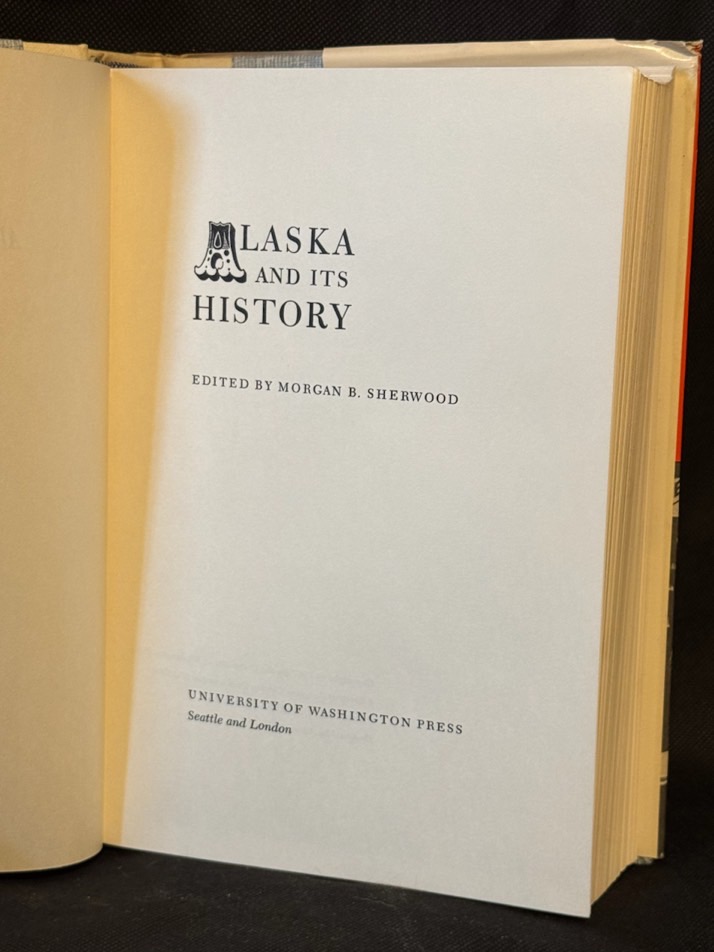 ALASKA
AND ITS
HISTORY
EDITED BY MORGAN B. SHERWOOD
UNIVERSITY OF WASHINGTON PRESS
Seattle and London